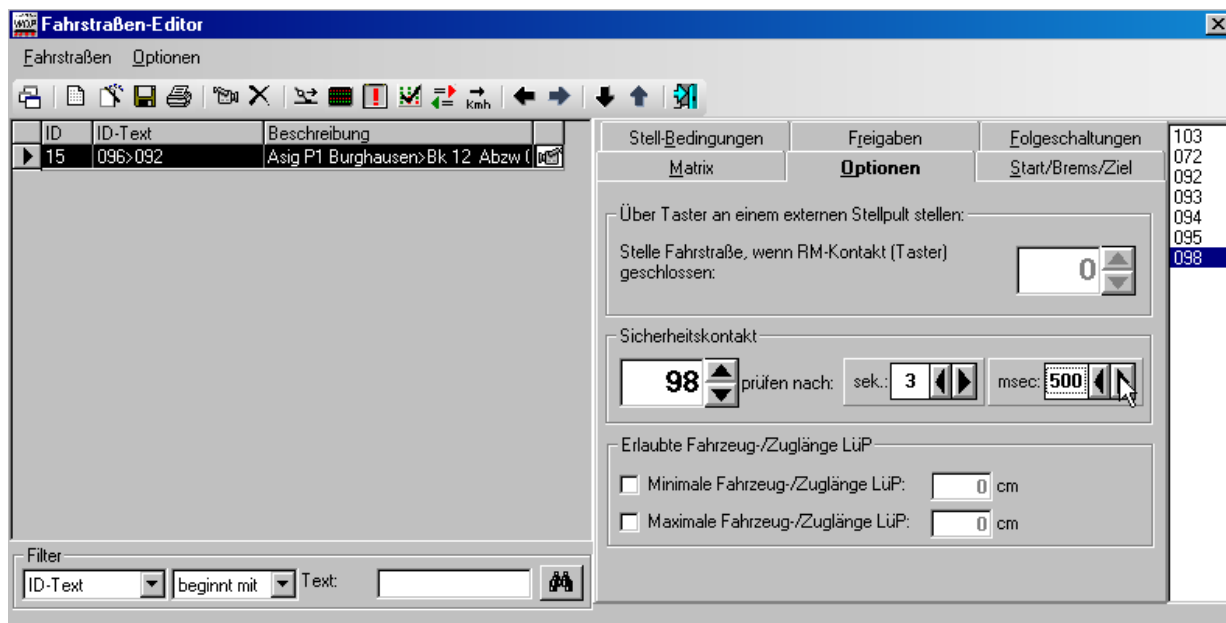 Fahrstraßen-Editor
Fahrstraßen Optionen
Kmh
ID ID-Text Beschreibung
15 096>092 Asig P1 Burghausen>Bk 12 Abzw (
Stell-Bedingungen Freigaben Folgeschaltungen
Matrix Optionen Start/Brems/Ziel
Über Taster an einem externen Stellpult stellen:
Stelle Fahrstraße, wenn RM-Kontakt (Taster)
geschlossen:
0
Sicherheitskontakt
98 prüfen nach: sek.: 3 msec: 500
Erlaubte Fahrzeug-/Zuglänge LüP
Minimale Fahrzeug-/Zuglänge LüP: 0 cm
Maximale Fahrzeug-/Zuglänge LüP: 0 cm
103
072
092
093
094
095
098
Filter
ID-Text beginnt mit Text: